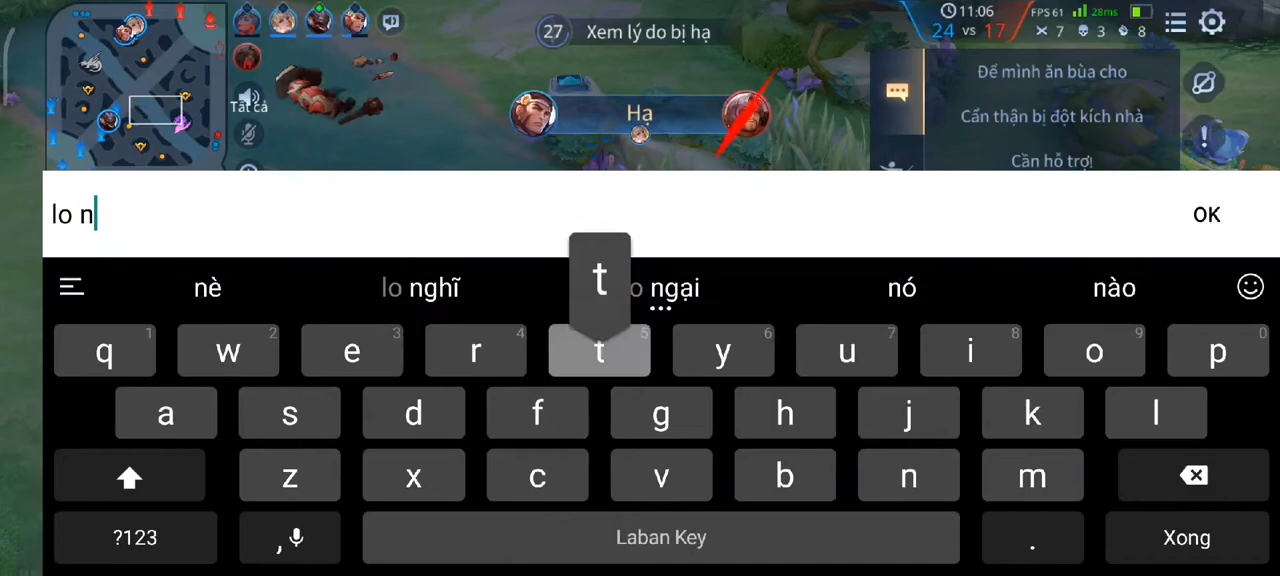 11:06
24 vs 17
FPS 61 28ms
7 3 8
27 Xem lý do bị hạ
Tất cả
Hạ
Để mình ăn bùa cho
Cẩn thận bị đột kích nhà
Cần hỗ trợ!
lo n
OK
t
nè lo nghĩ o ngại nó nào
q 1 w 2 e 3 r 4 t 5 y 6 u 7 i 8 o 9 p 0
a s d f g h j k l
z x c v b n m
?123 , Laban Key . Xong